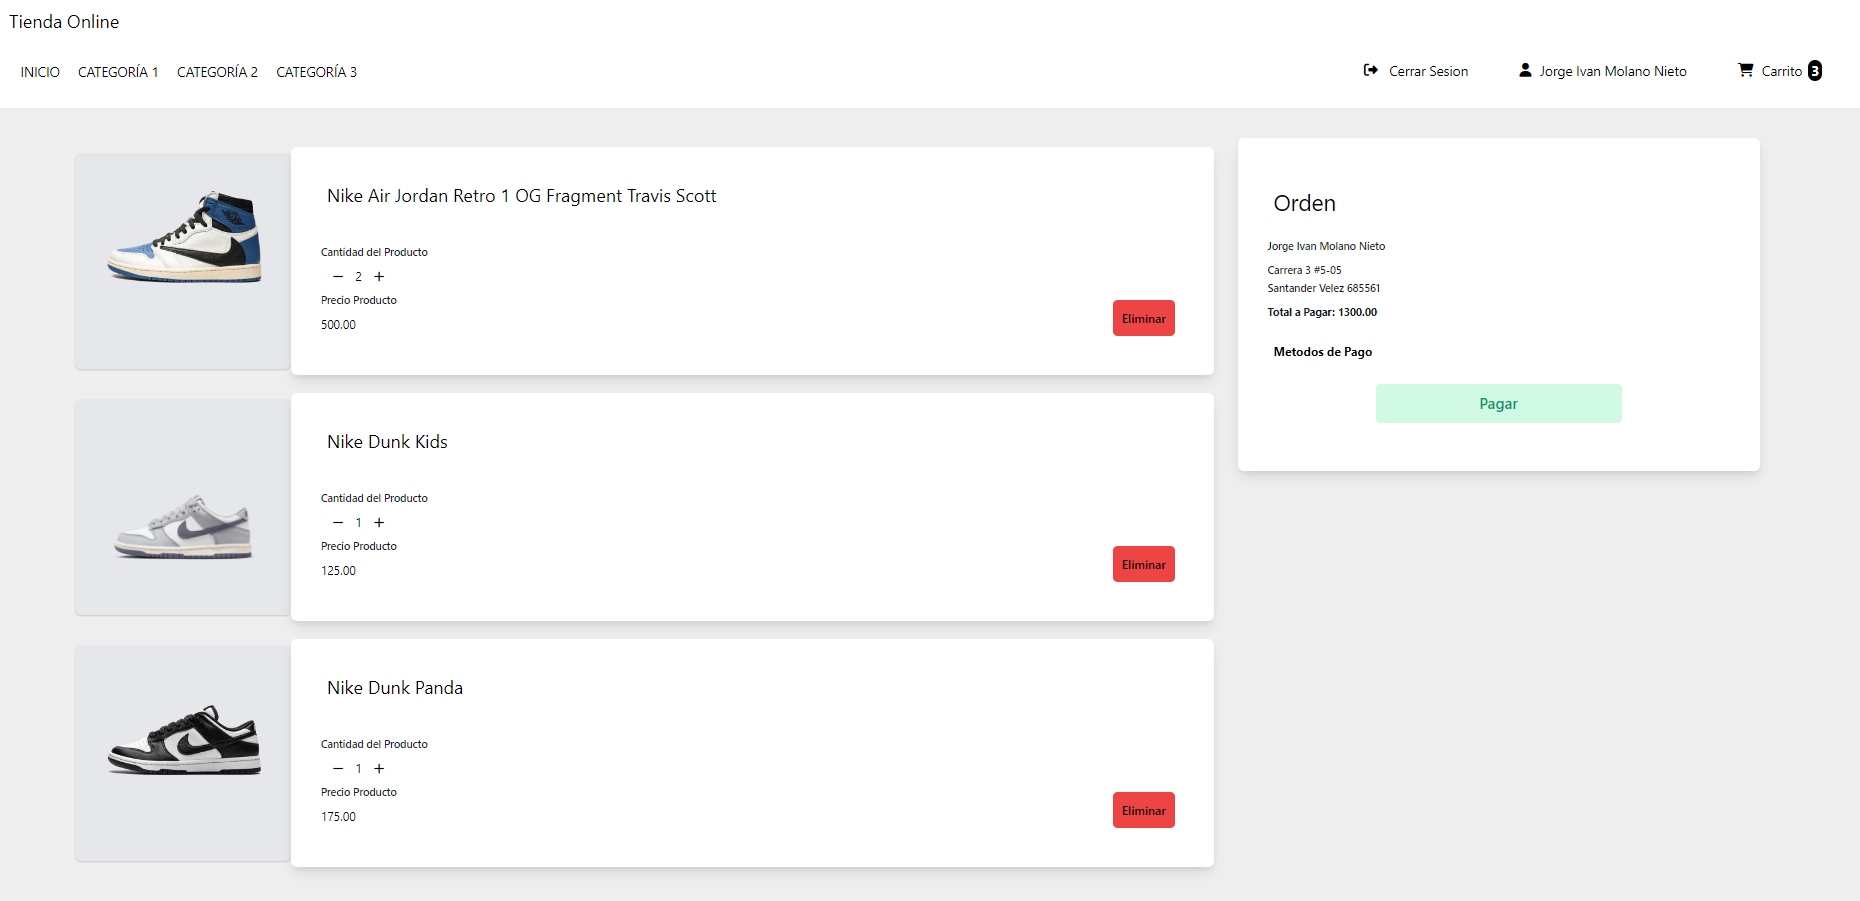 Tienda Online
INICIO CATEGORÍA 1 CATEGORÍA 2 CATEGORÍA 3
Cerrar Sesion Jorge Ivan Molano Nieto Carrito 3
Nike Air Jordan Retro 1 OG Fragment Travis Scott
Cantidad del Producto
− 2 +
Precio Producto
500.00
Eliminar
Nike Dunk Kids
Cantidad del Producto
− 1 +
Precio Producto
125.00
Eliminar
Nike Dunk Panda
Cantidad del Producto
− 1 +
Precio Producto
175.00
Eliminar
Orden
Jorge Ivan Molano Nieto
Carrera 3 #5-05
Santander Velez 685561
Total a Pagar: 1300.00
Metodos de Pago
Pagar